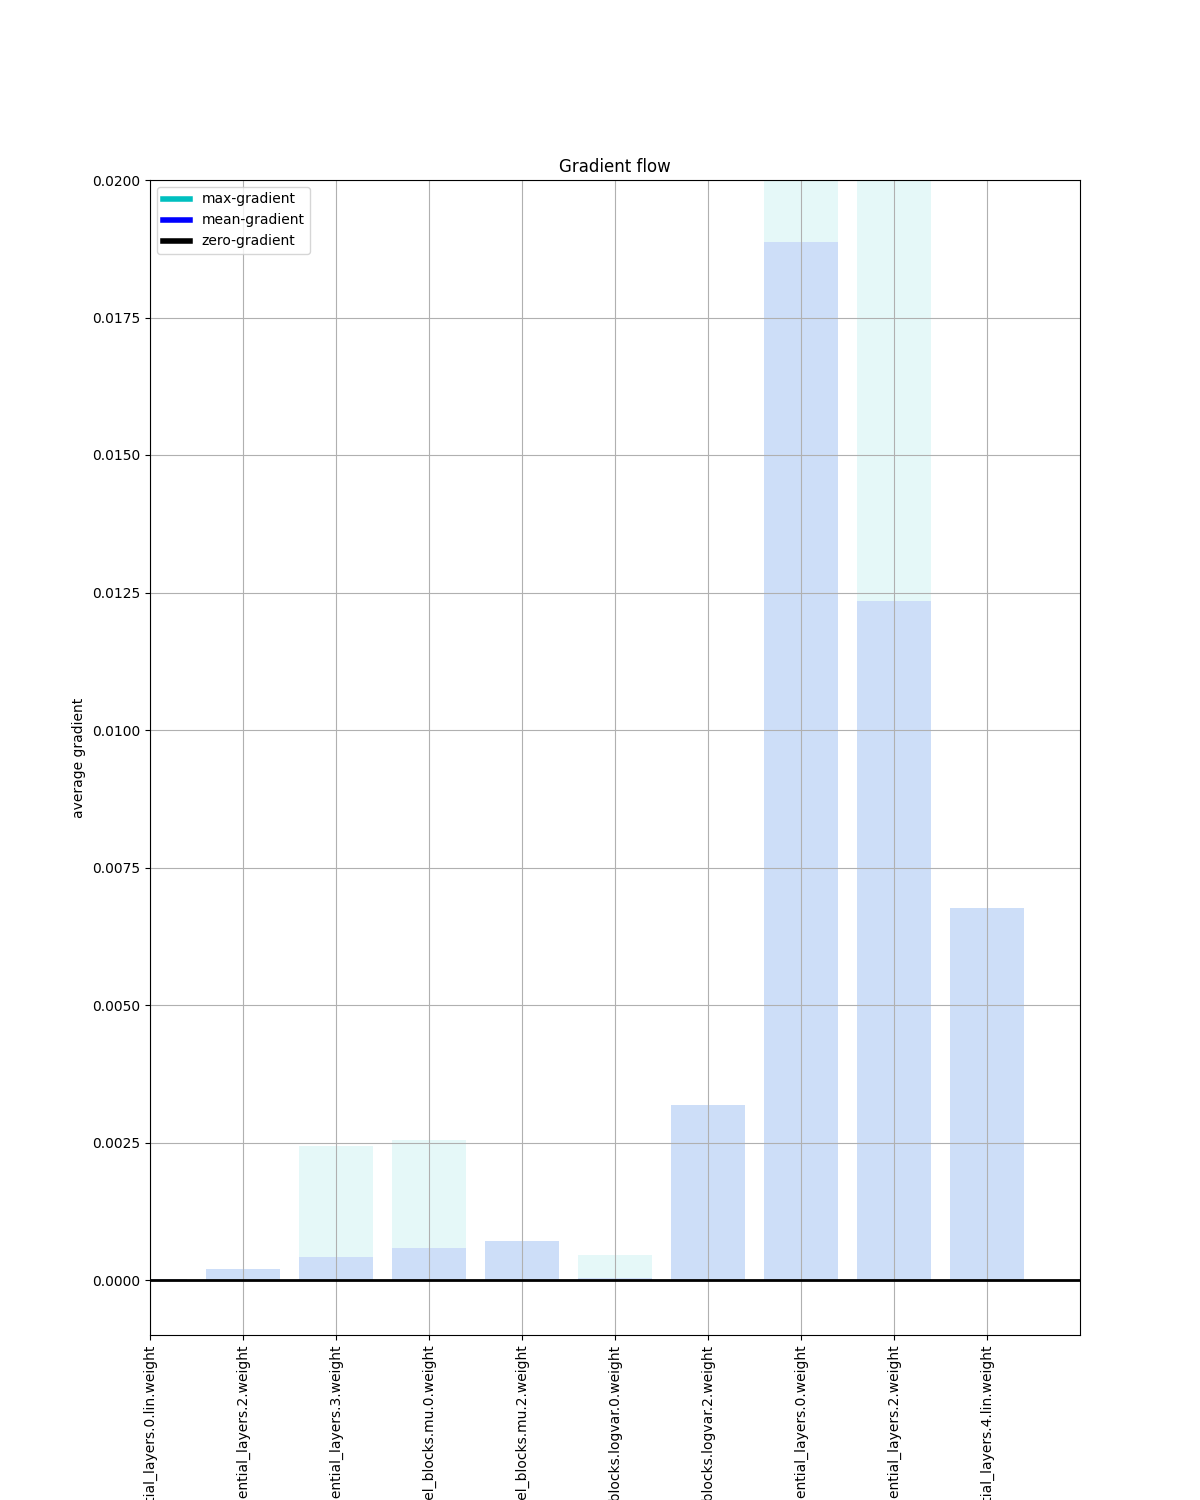 Gradient flow
max-gradient
mean-gradient
zero-gradient
0.0200
0.0175
0.0150
0.0125
0.0100
0.0075
0.0050
0.0025
0.0000
average gradient
tial_layers.0.lin.weight
ential_layers.2.weight
ential_layers.3.weight
el_blocks.mu.0.weight
el_blocks.mu.2.weight
blocks.logvar.0.weight
blocks.logvar.2.weight
ential_layers.0.weight
ential_layers.2.weight
tial_layers.4.lin.weight